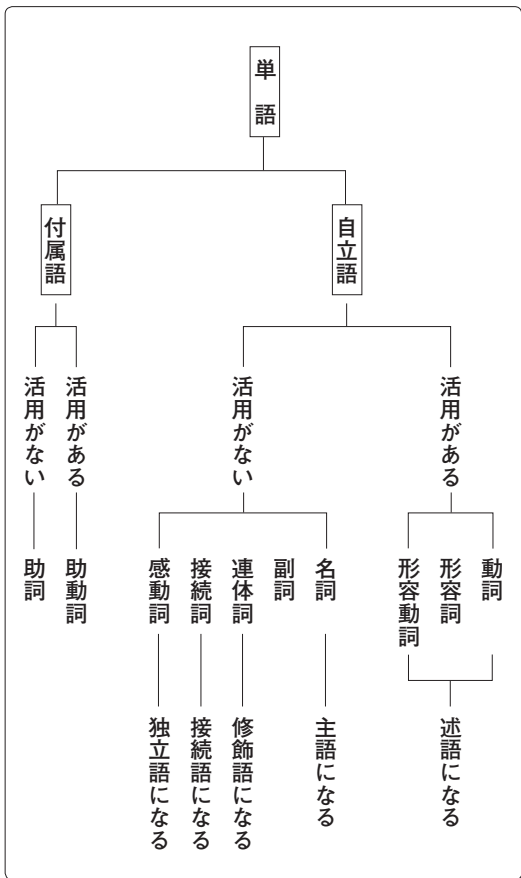 単語
自立語
付属語
活用がある
活用がない
活用がある
活用がない
動詞
形容詞
形容動詞
名詞
副詞
連体詞
接続詞
感動詞
助動詞
助詞
述語になる
主語になる
修飾語になる
接続語になる
独立語になる